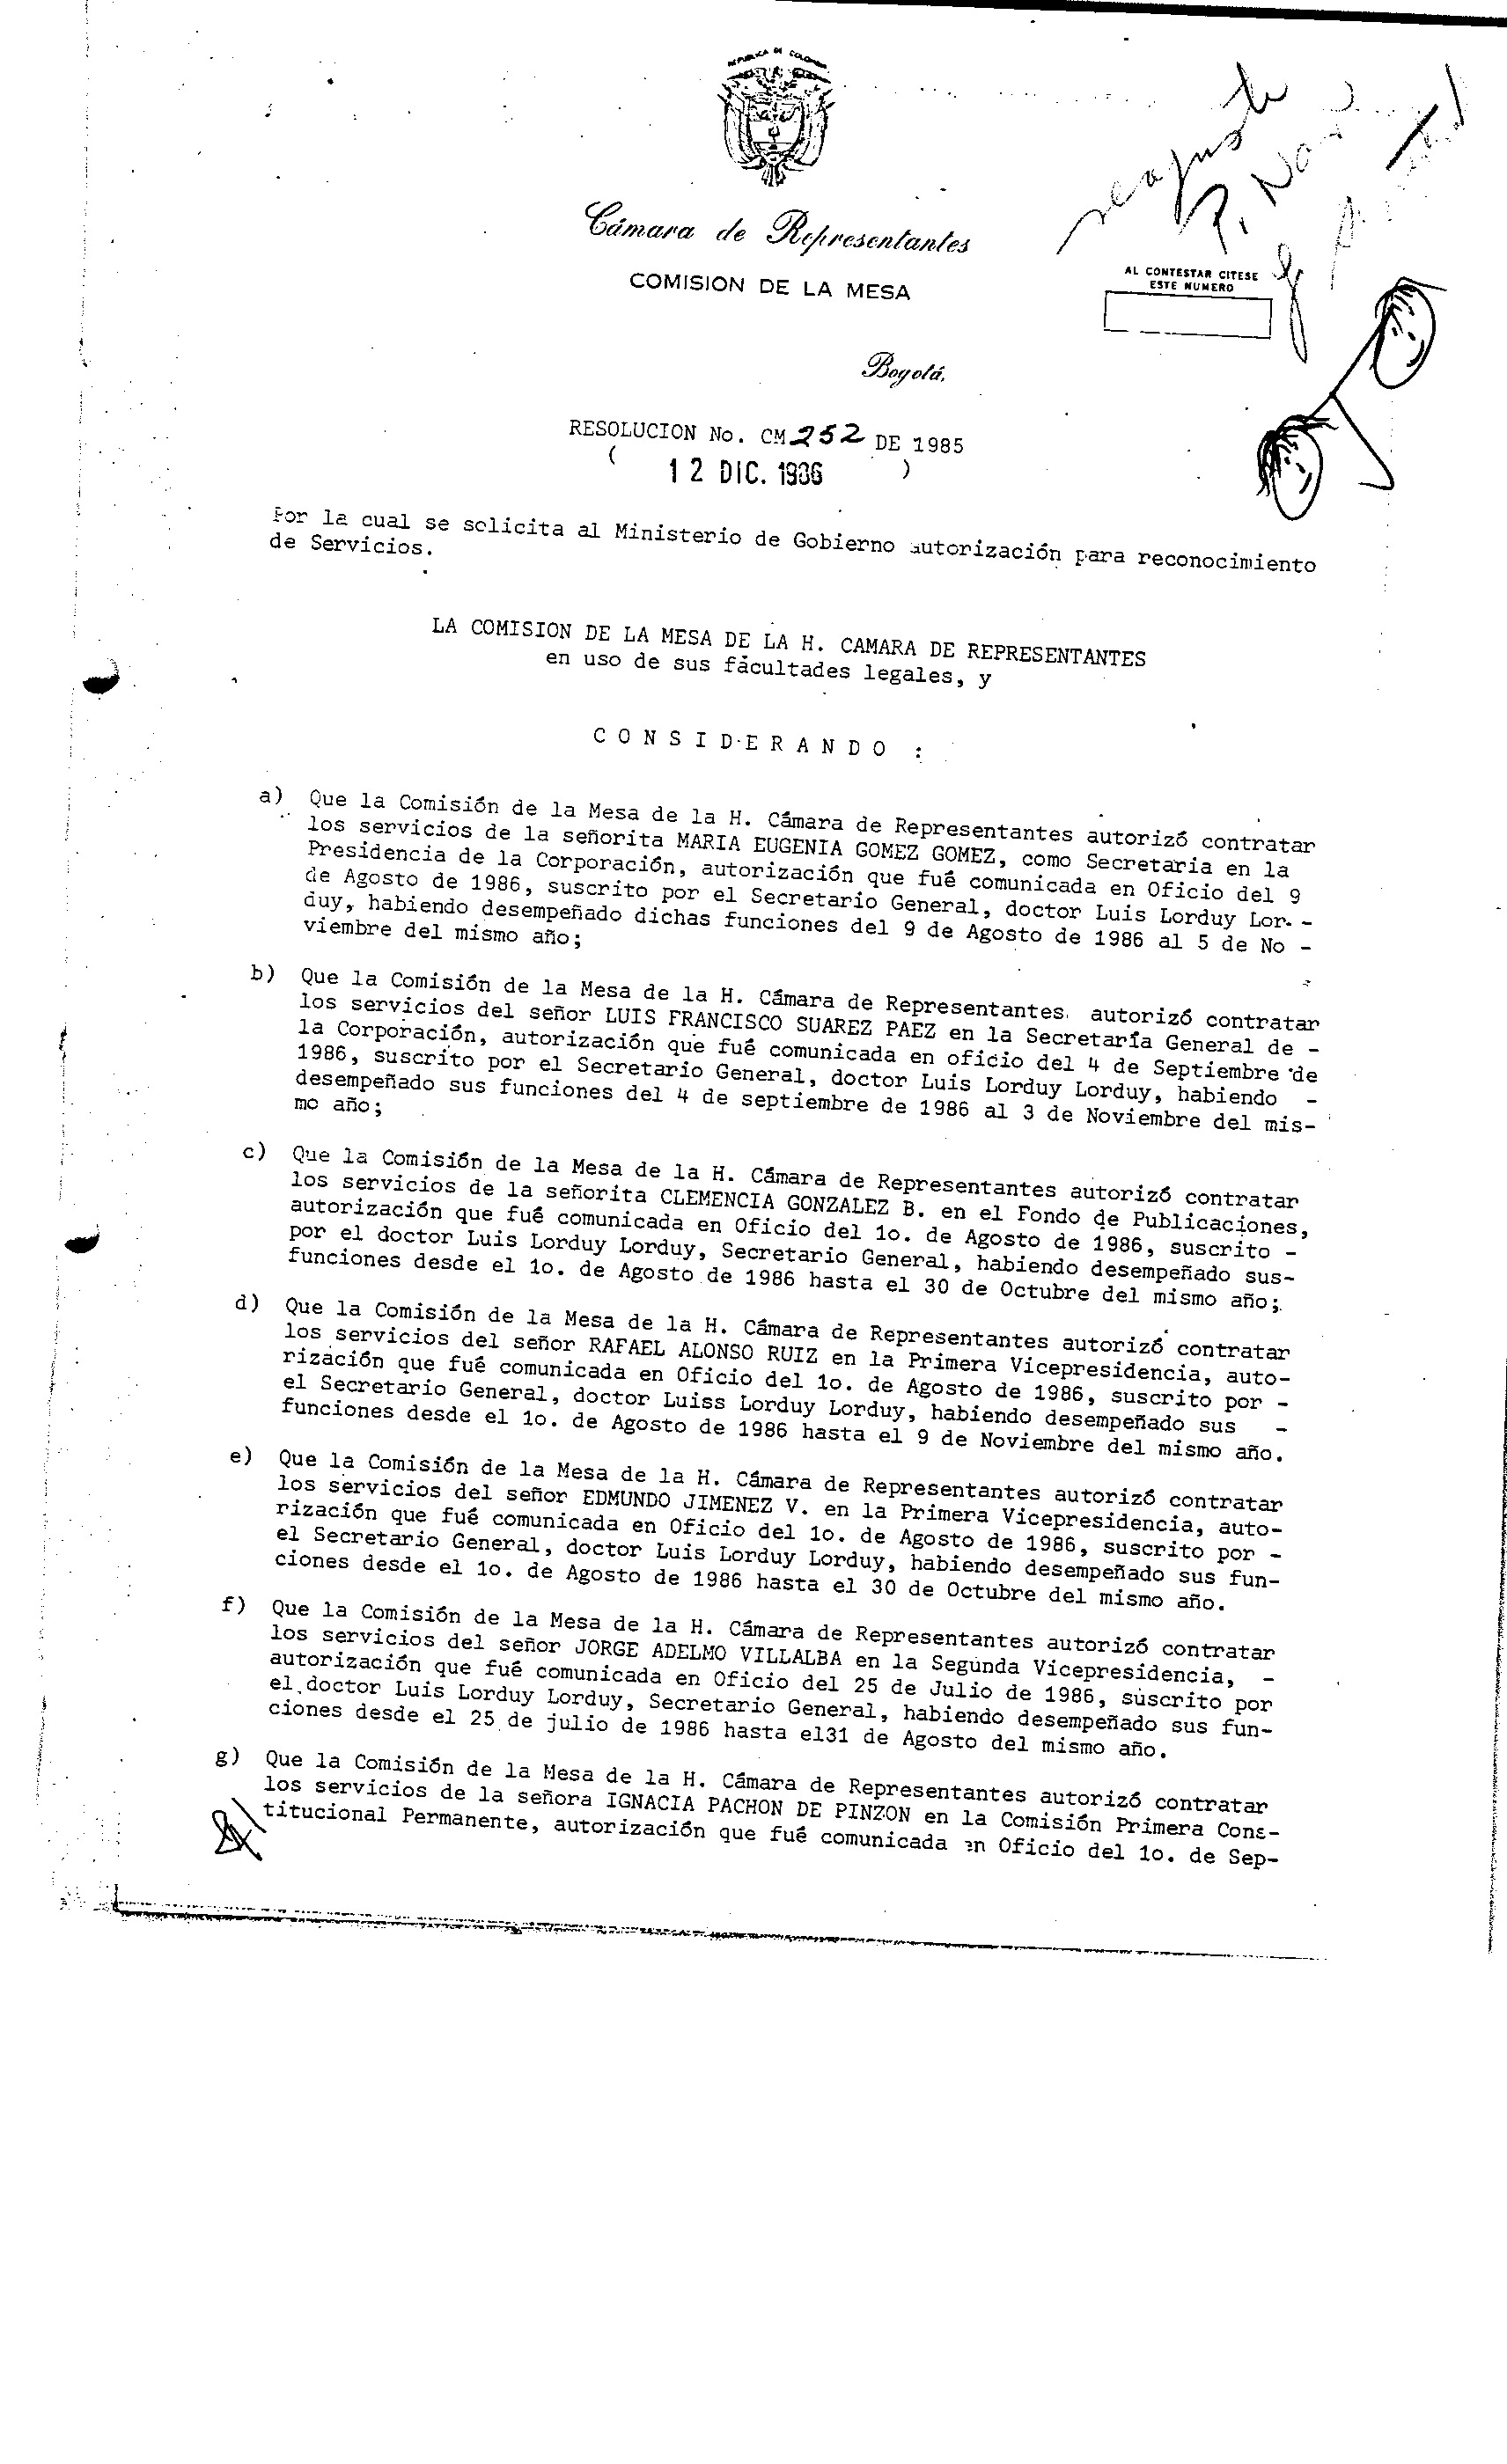 REPUBLICA DE COLOMBIA
reajuste
P. Nav
Cámara de Representantes
COMISION DE LA MESA
AL CONTESTAR CITESE
ESTE NUMERO
Bogotá,
RESOLUCION No. CM 252 DE 1985
( 12 DIC. 1986 )
Por la cual se solicita al Ministerio de Gobierno autorización para reconocimiento
de Servicios.
LA COMISION DE LA MESA DE LA H. CAMARA DE REPRESENTANTES
en uso de sus facultades legales, y
C O N S I D E R A N D O :
a) Que la Comisión de la Mesa de la H. Cámara de Representantes autorizó contratar
los servicios de la señorita MARIA EUGENIA GOMEZ GOMEZ, como Secretaria en la
Presidencia de la Corporación, autorización que fué comunicada en Oficio del 9
de Agosto de 1986, suscrito por el Secretario General, doctor Luis Lorduy Lor- -
duy, habiendo desempeñado dichas funciones del 9 de Agosto de 1986 al 5 de No -
viembre del mismo año;
b) Que la Comisión de la Mesa de la H. Cámara de Representantes autorizó contratar
los servicios del señor LUIS FRANCISCO SUAREZ PAEZ en la Secretaría General de -
la Corporación, autorización que fué comunicada en oficio del 4 de Septiembre de
1986, suscrito por el Secretario General, doctor Luis Lorduy Lorduy, habiendo -
desempeñado sus funciones del 4 de septiembre de 1986 al 3 de Noviembre del mis-
mo año;
c) Que la Comisión de la Mesa de la H. Cámara de Representantes autorizó contratar
los servicios de la señorita CLEMENCIA GONZALEZ B. en el Fondo de Publicaciones,
autorización que fué comunicada en Oficio del 1o. de Agosto de 1986, suscrito -
por el doctor Luis Lorduy Lorduy, Secretario General, habiendo desempeñado sus-
funciones desde el 1o. de Agosto de 1986 hasta el 30 de Octubre del mismo año;
d) Que la Comisión de la Mesa de la H. Cámara de Representantes autorizó contratar
los servicios del señor RAFAEL ALONSO RUIZ en la Primera Vicepresidencia, auto-
rización que fué comunicada en Oficio del 1o. de Agosto de 1986, suscrito por -
el Secretario General, doctor Luiss Lorduy Lorduy, habiendo desempeñado sus -
funciones desde el 1o. de Agosto de 1986 hasta el 9 de Noviembre del mismo año.
e) Que la Comisión de la Mesa de la H. Cámara de Representantes autorizó contratar
los servicios del señor EDMUNDO JIMENEZ V. en la Primera Vicepresidencia, auto-
rización que fué comunicada en Oficio del 1o. de Agosto de 1986, suscrito por -
el Secretario General, doctor Luis Lorduy Lorduy, habiendo desempeñado sus fun-
ciones desde el 1o. de Agosto de 1986 hasta el 30 de Octubre del mismo año.
f) Que la Comisión de la Mesa de la H. Cámara de Representantes autorizó contratar
los servicios del señor JORGE ADELMO VILLALBA en la Segunda Vicepresidencia, -
autorización que fué comunicada en Oficio del 25 de Julio de 1986, suscrito por
el doctor Luis Lorduy Lorduy, Secretario General, habiendo desempeñado sus fun-
ciones desde el 25 de julio de 1986 hasta el31 de Agosto del mismo año.
g) Que la Comisión de la Mesa de la H. Cámara de Representantes autorizó contratar
los servicios de la señora IGNACIA PACHON DE PINZON en la Comisión Primera Cons-
titucional Permanente, autorización que fué comunicada en Oficio del 1o. de Sep-